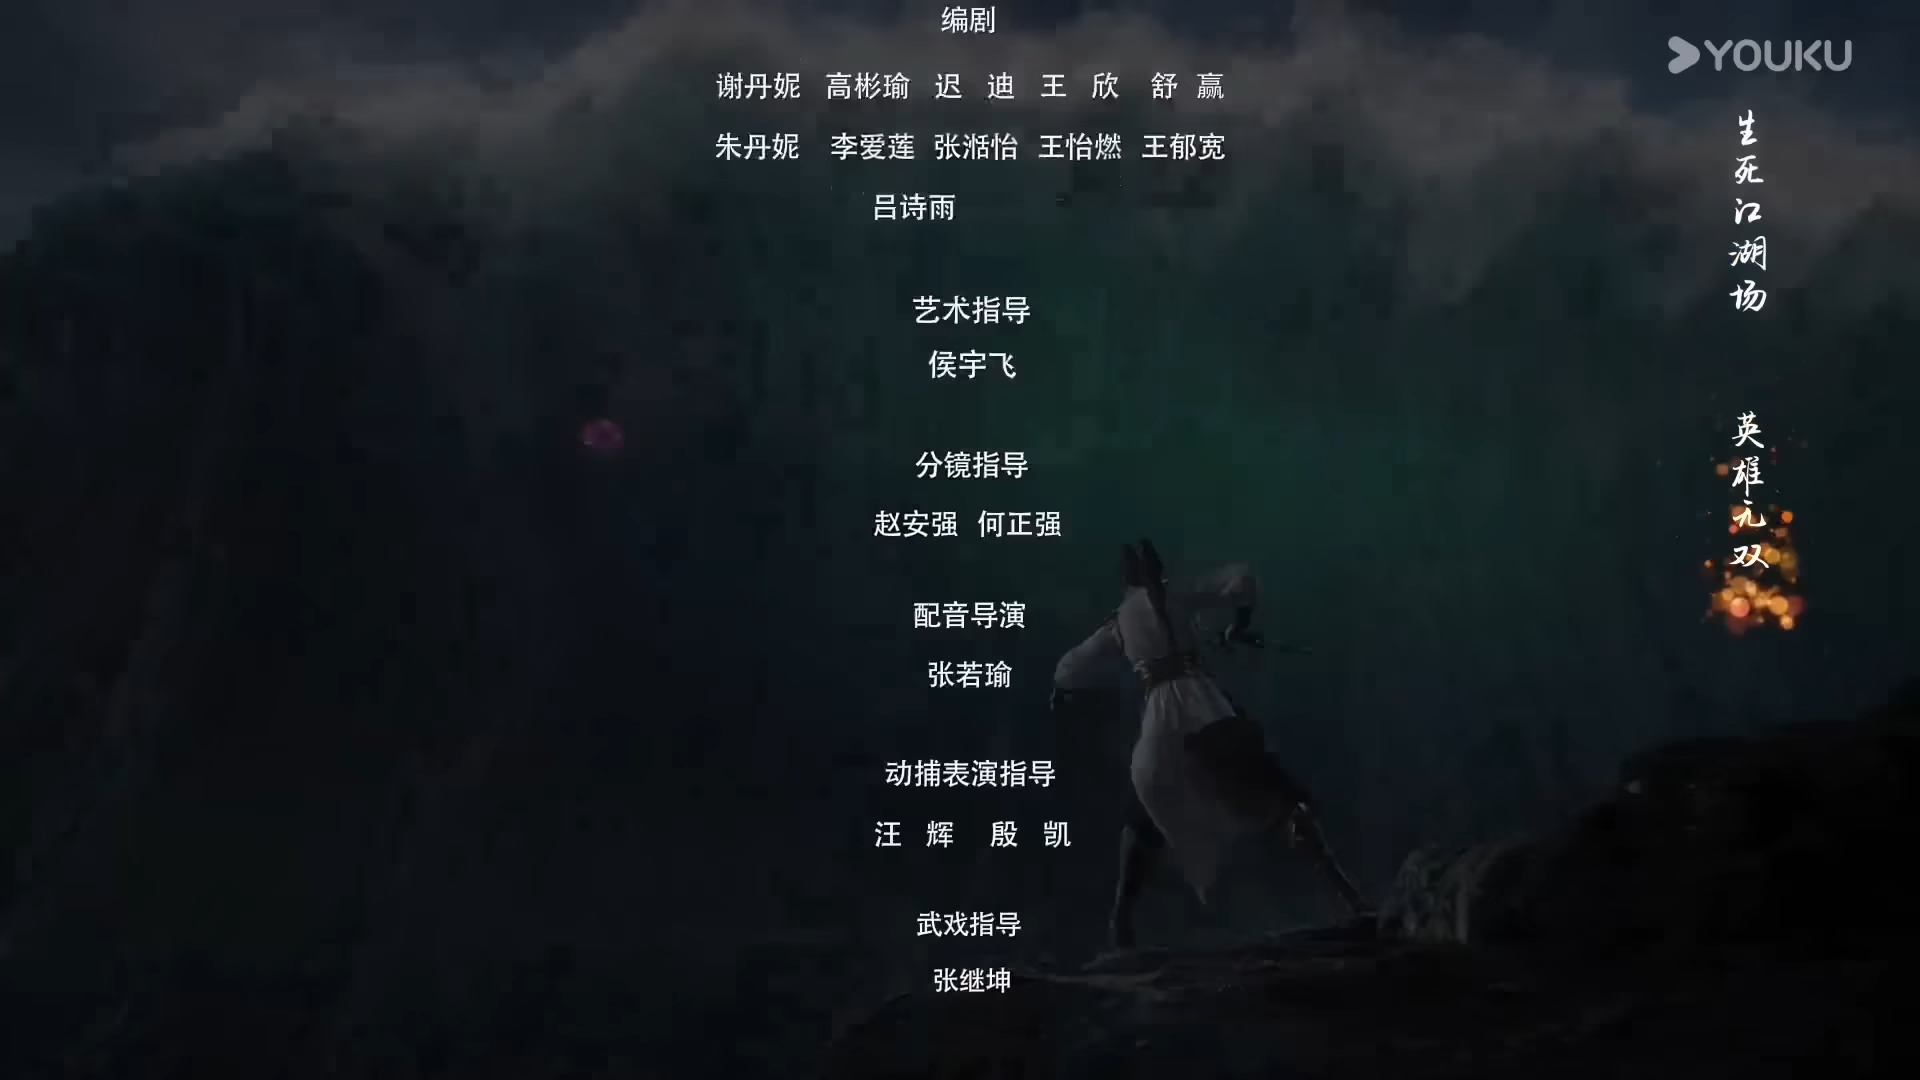 编剧
谢丹妮 高彬瑜 迟 迪 王 欣 舒 赢
朱丹妮 李爱莲 张湉怡 王怡燃 王郁宽
吕诗雨
艺术指导
侯宇飞
分镜指导
赵安强 何正强
配音导演
张若瑜
动捕表演指导
汪 辉 殷 凯
武戏指导
张继坤
YOUKU
生死江湖场
英雄无双